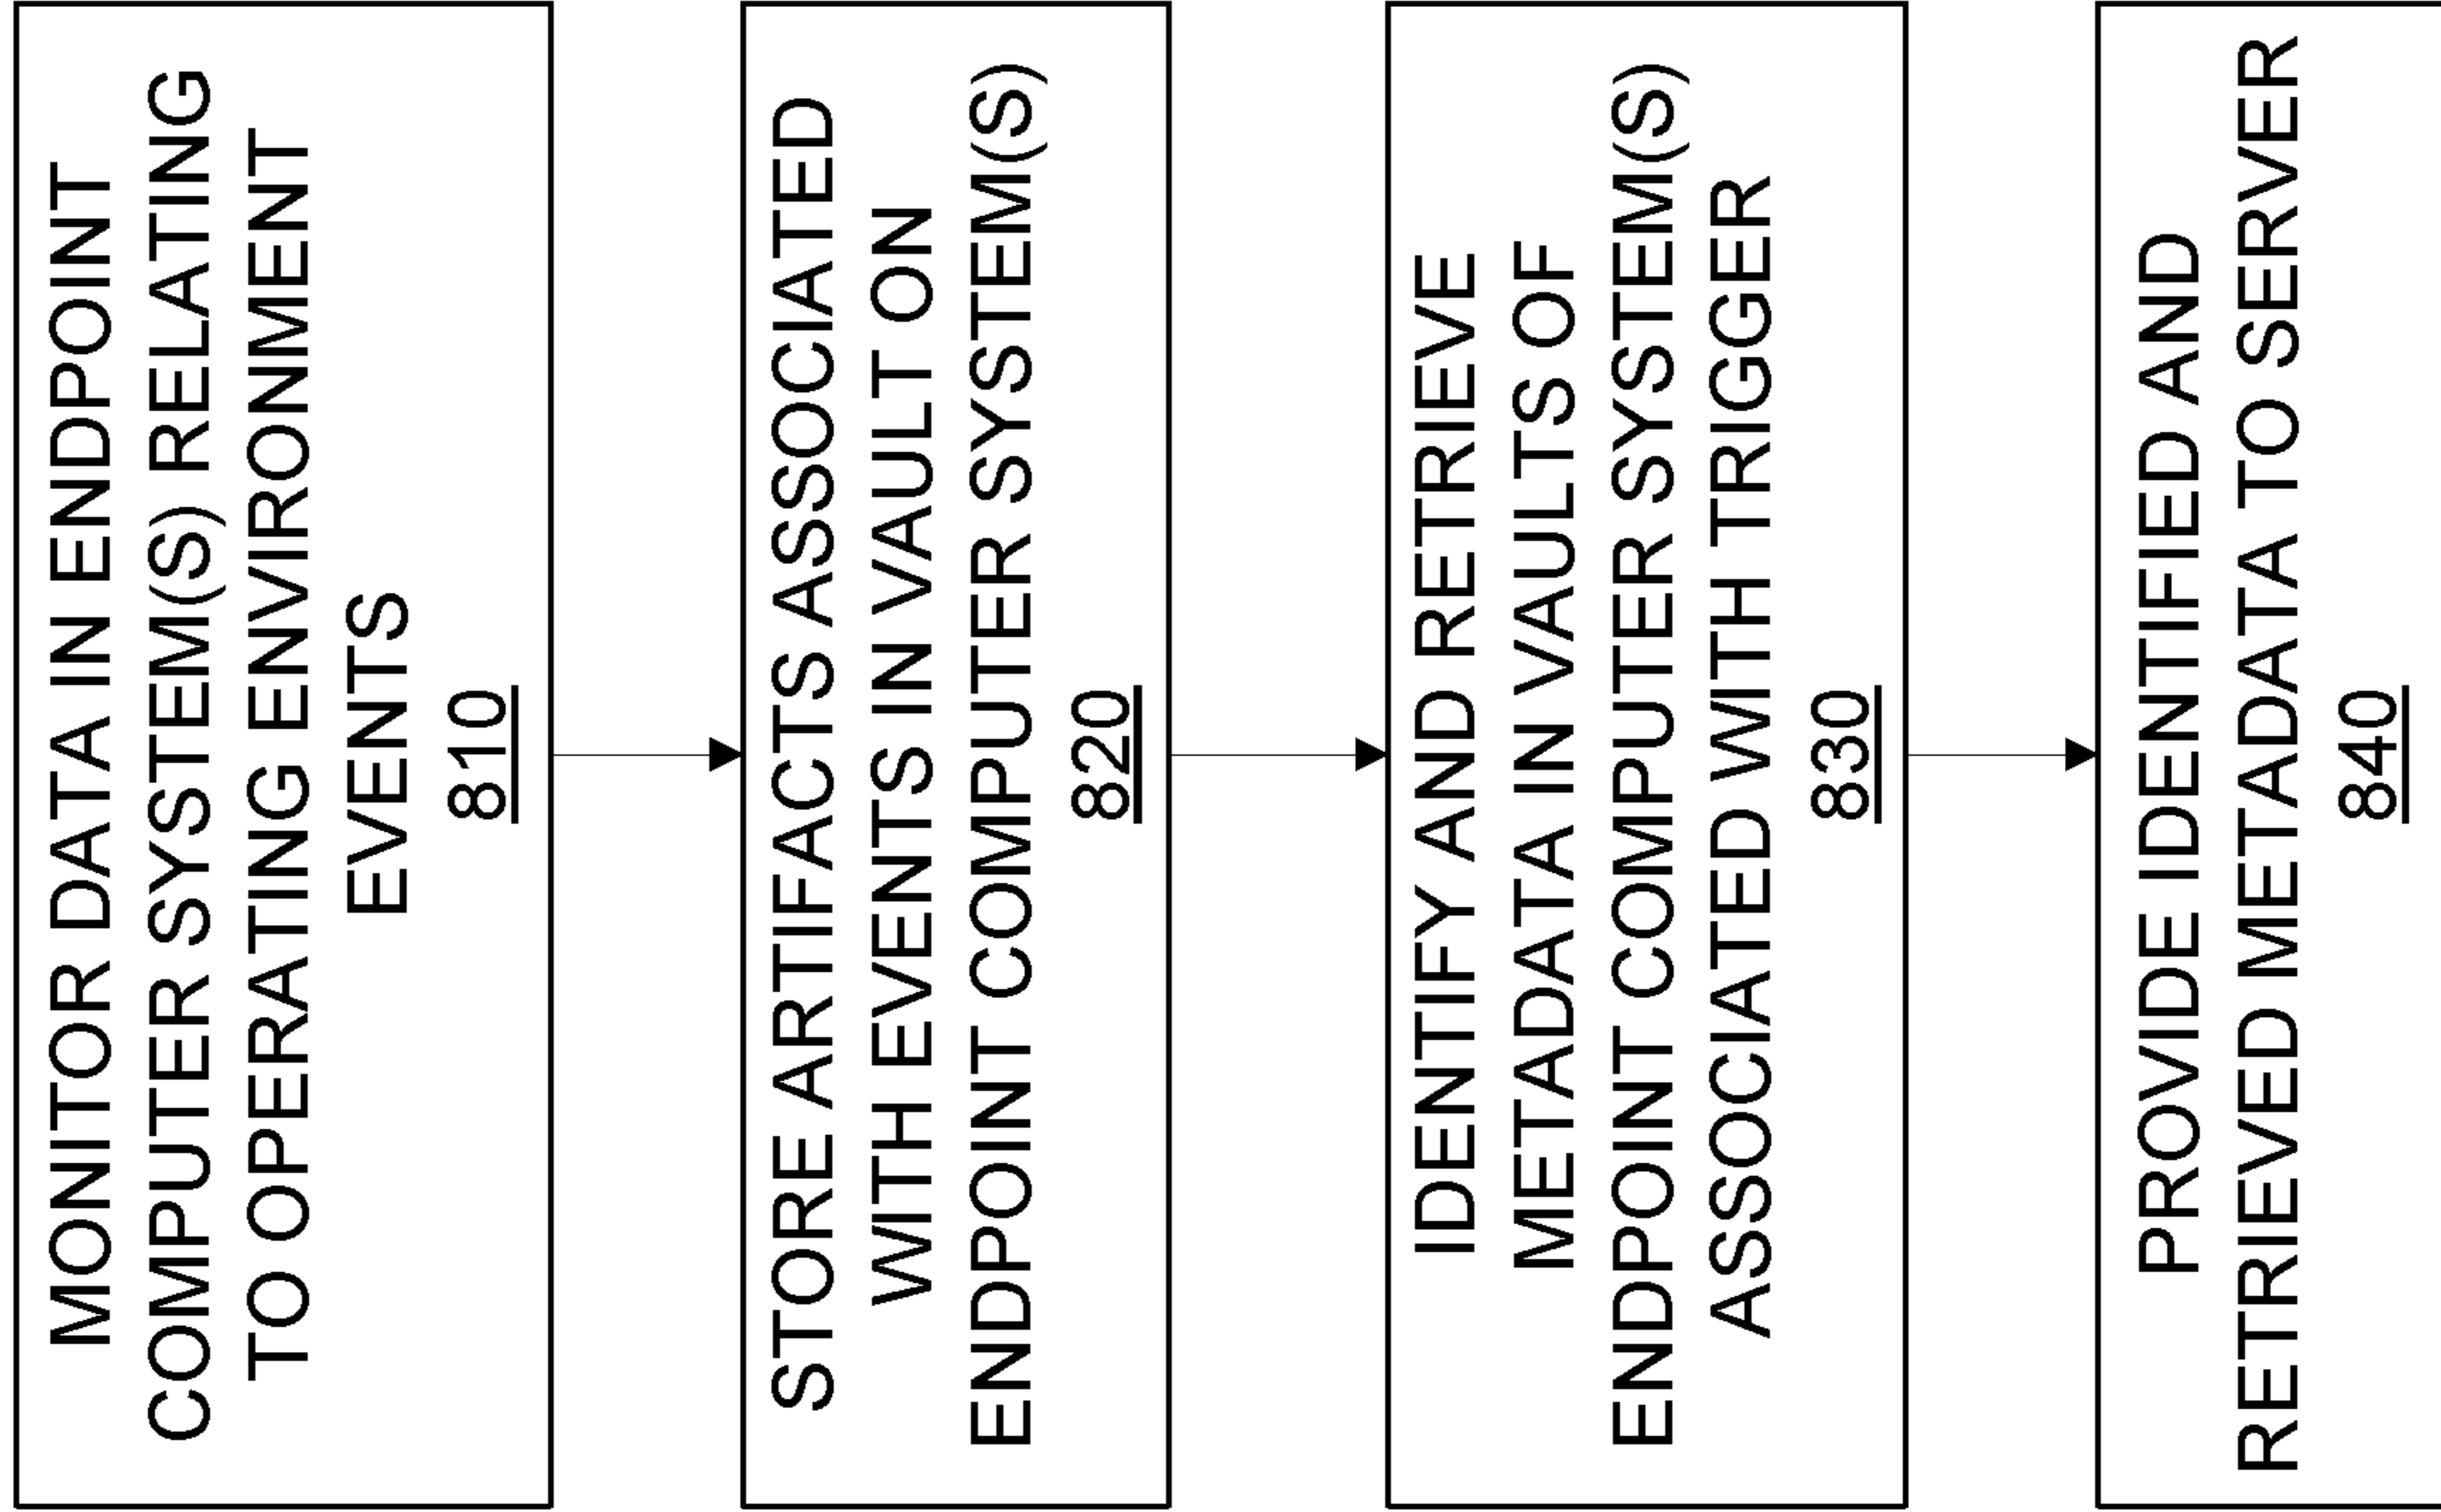 MONITOR DATA IN ENDPOINT
COMPUTER SYSTEM(S) RELATING
TO OPERATING ENVIRONMENT
EVENTS
810
STORE ARTIFACTS ASSOCIATED
WITH EVENTS IN VAULT ON
ENDPOINT COMPUTER SYSTEM(S)
820
IDENTIFY AND RETRIEVE
METADATA IN VAULTS OF
ENDPOINT COMPUTER SYSTEM(S)
ASSOCIATED WITH TRIGGER
830
PROVIDE IDENTIFIED AND
RETRIEVED METADATA TO SERVER
840